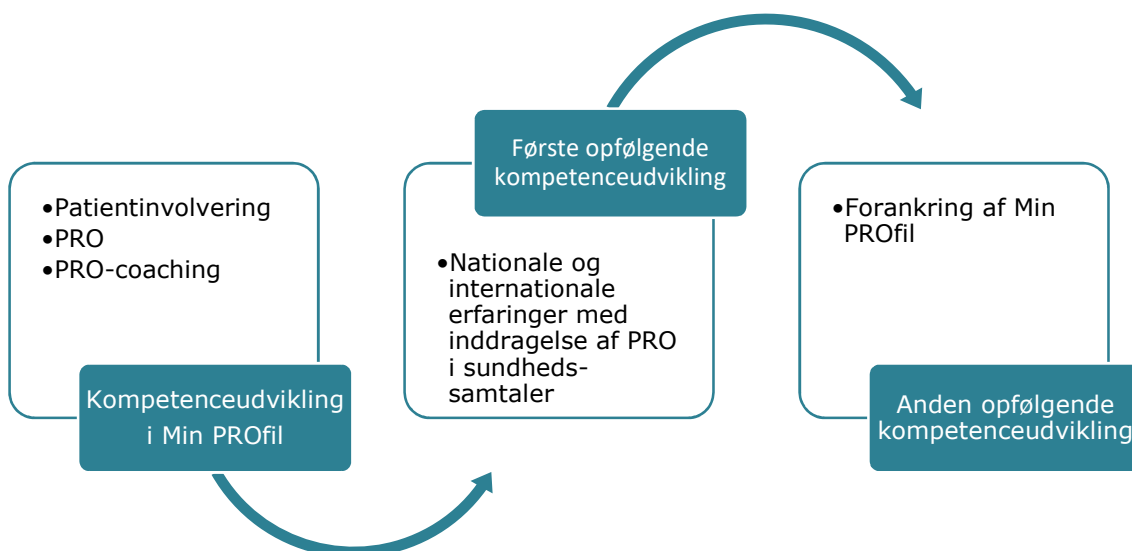 •Patientinvolvering
•PRO
•PRO-coaching
Kompetenceudvikling
i Min PROfil
Første opfølgende
kompetenceudvikling
•Nationale og
internationale
erfaringer med
inddragelse af PRO
i sundheds-
samtaler
•Forankring af Min
PROfil
Anden opfølgende
kompetenceudvikling